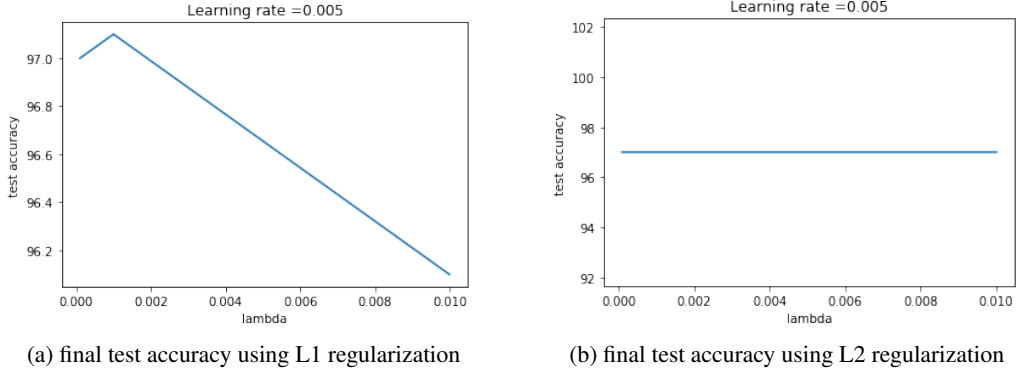 Learning rate =0.005
97.0
96.8
96.6
96.4
96.2
test accuracy
0.000 0.002 0.004 0.006 0.008 0.010
lambda
(a) final test accuracy using L1 regularization
Learning rate =0.005
102
100
98
96
94
92
test accuracy
0.000 0.002 0.004 0.006 0.008 0.010
lambda
(b) final test accuracy using L2 regularization